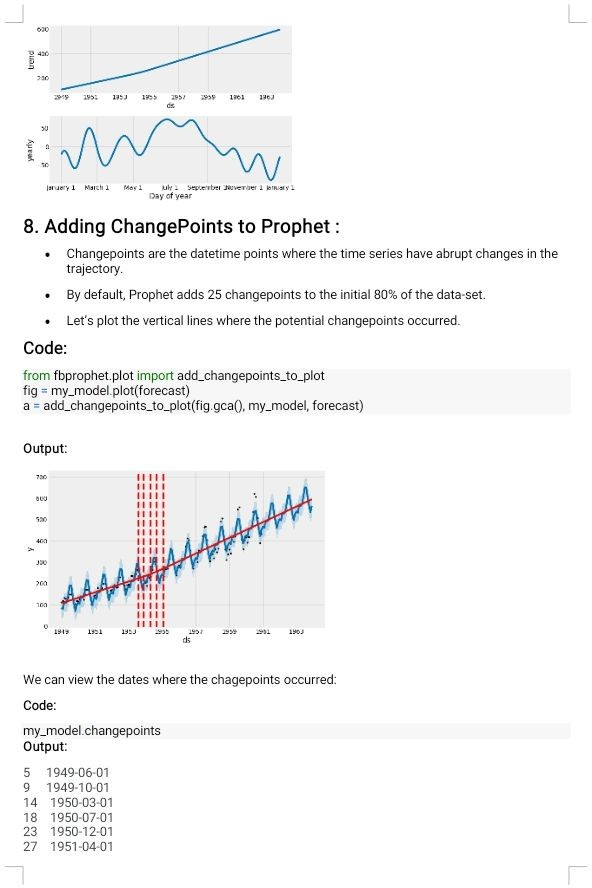 600
400
200
trend
1949 1951 1953 1955 1957 1959 1961 1963
ds
50
0
-50
yearly
January 1 March 1 May 1 July 1 September 1 November 1 January 1
Day of year
8. Adding ChangePoints to Prophet :
• Changepoints are the datetime points where the time series have abrupt changes in the
trajectory.
• By default, Prophet adds 25 changepoints to the initial 80% of the data-set.
• Let's plot the vertical lines where the potential changepoints occurred.
Code:
from fbprophet.plot import add_changepoints_to_plot
fig = my_model.plot(forecast)
a = add_changepoints_to_plot(fig.gca(), my_model, forecast)
Output:
700
600
500
400
300
200
100
0
y
1949 1951 1953 1955 1957 1959 1961 1963
ds
We can view the dates where the chagepoints occurred:
Code:
my_model.changepoints
Output:
5 1949-06-01
9 1949-10-01
14 1950-03-01
18 1950-07-01
23 1950-12-01
27 1951-04-01